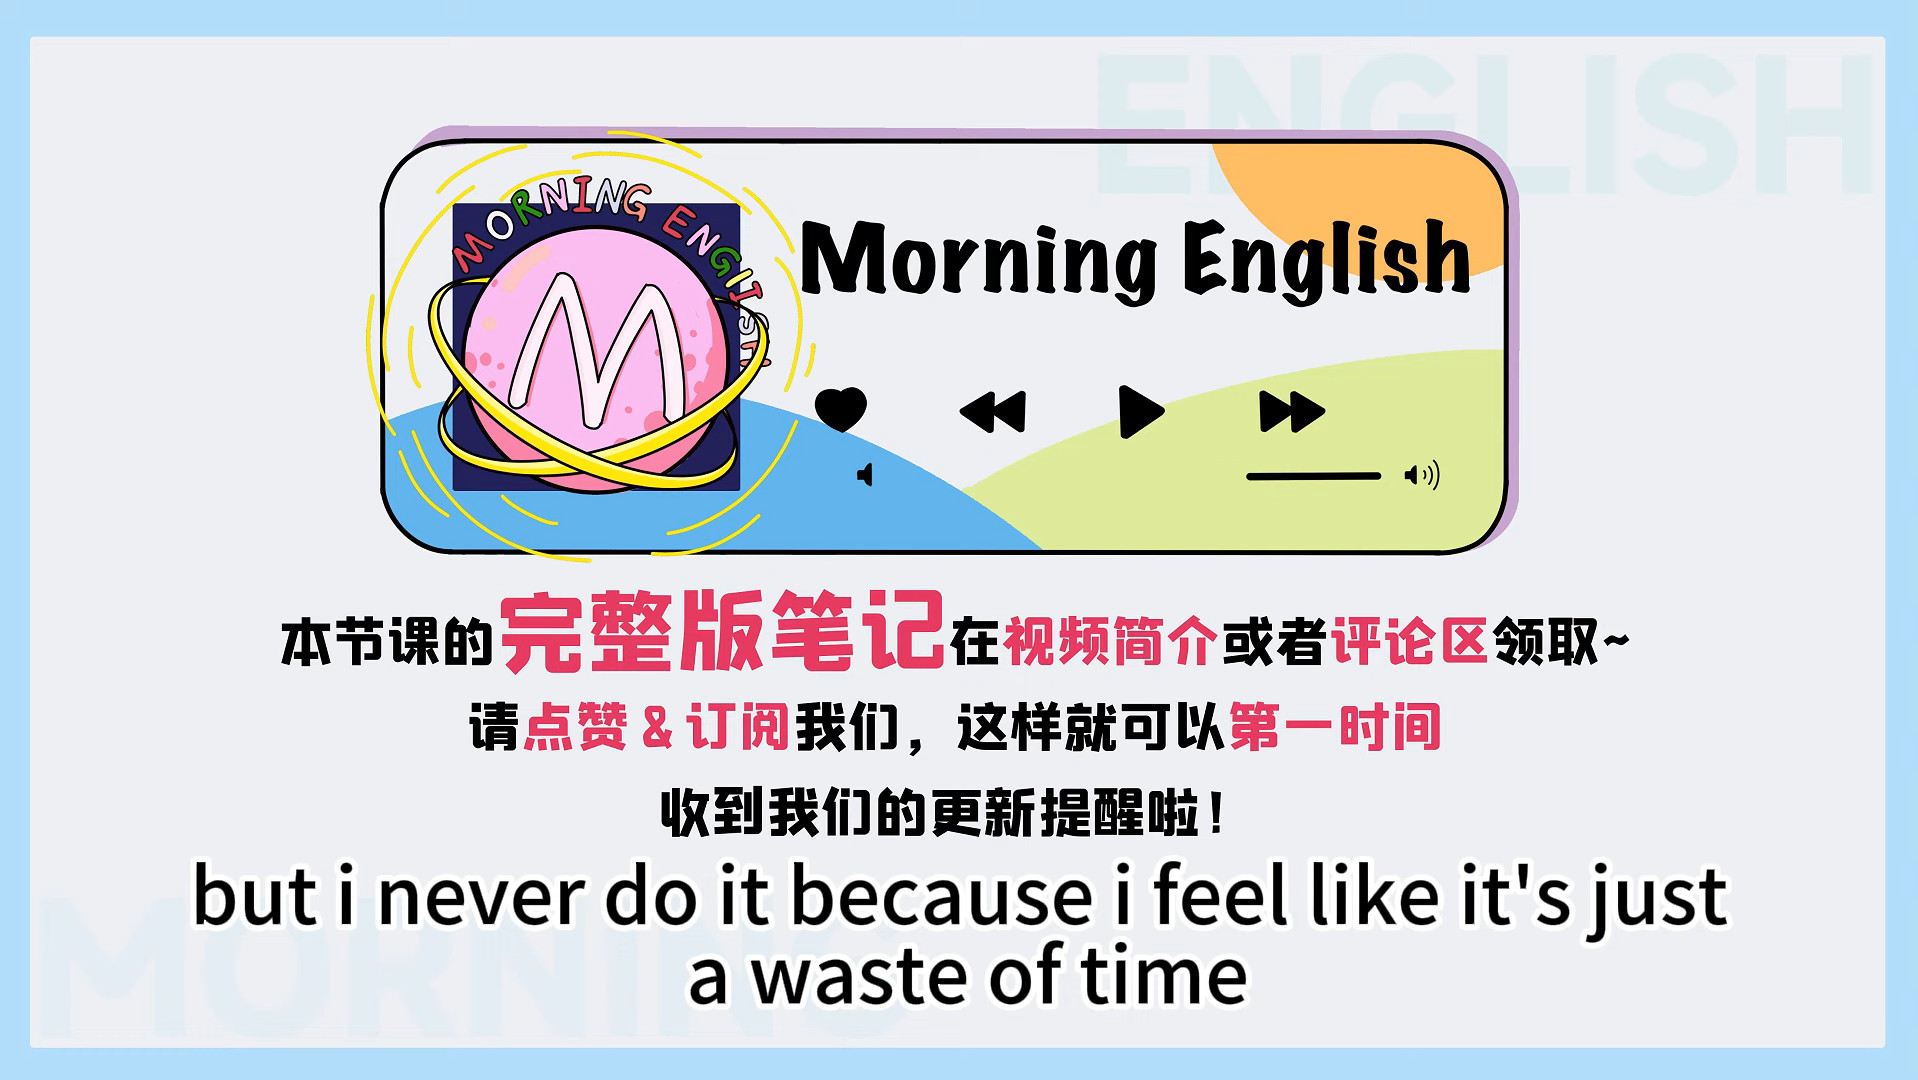 ENGLISH
MORNING ENGLISH
M
Morning English
本节课的完整版笔记在视频简介或者评论区领取~
请点赞&订阅我们，这样就可以第一时间
收到我们的更新提醒啦！
but i never do it because i feel like it's just
a waste of time
MORNING